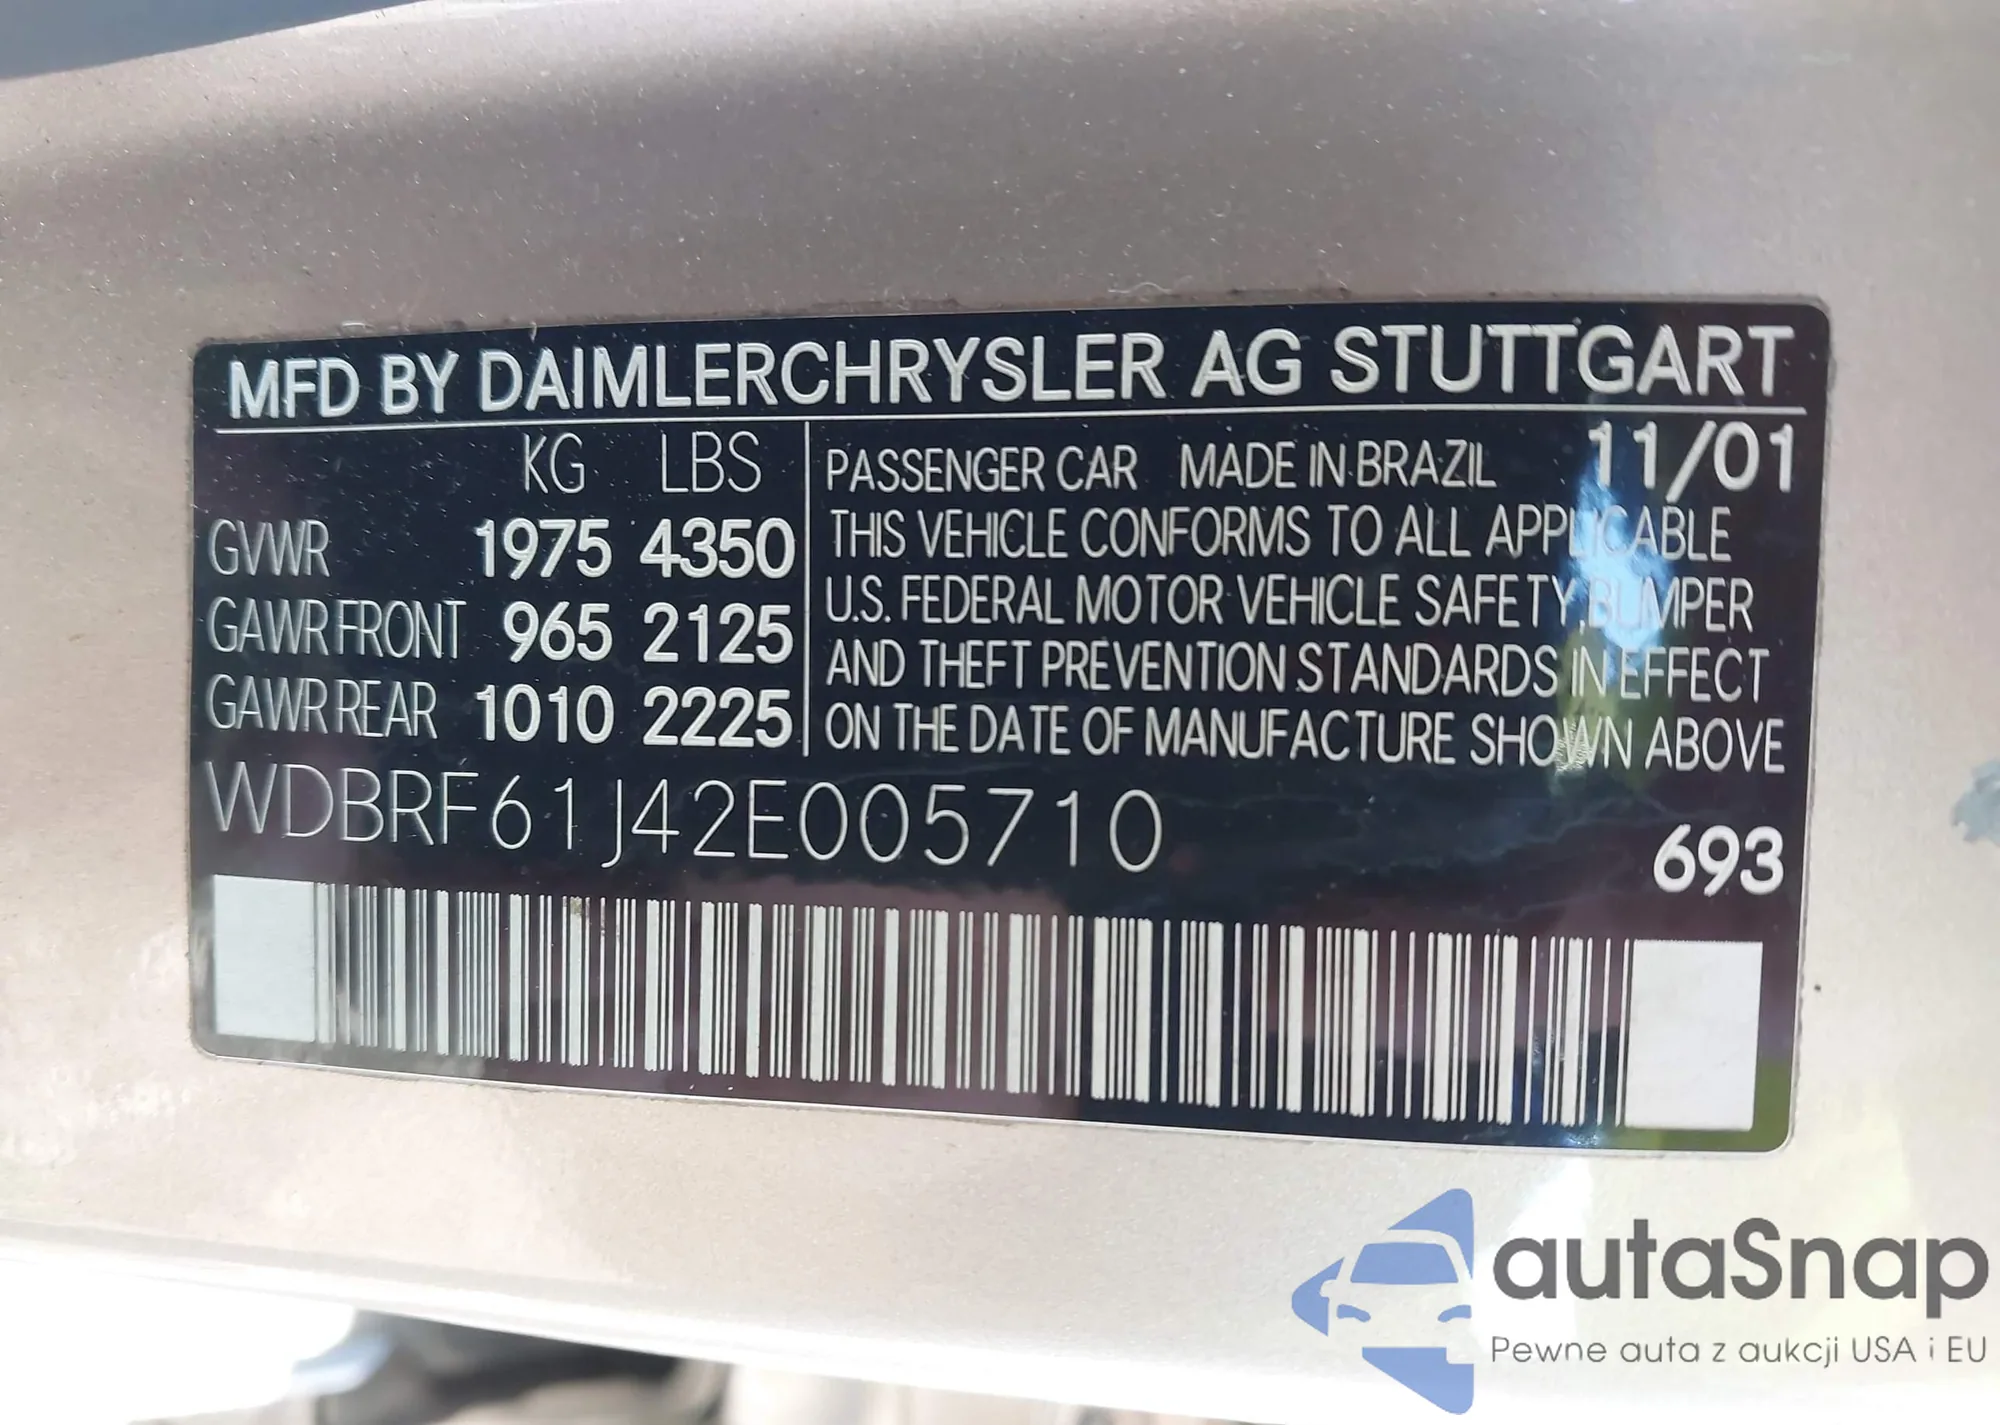 MFD BY DAIMLERCHRYSLER AG STUTTGART
KG LBS
GVWR 1975 4350
GAWR FRONT 965 2125
GAWR REAR 1010 2225
PASSENGER CAR MADE IN BRAZIL 11/01
THIS VEHICLE CONFORMS TO ALL APPLICABLE
U.S. FEDERAL MOTOR VEHICLE SAFETY, BUMPER
AND THEFT PREVENTION STANDARDS IN EFFECT
ON THE DATE OF MANUFACTURE SHOWN ABOVE
WDBRF61J42E005710
693
autaSnap
Pewne auta z aukcji USA i EU